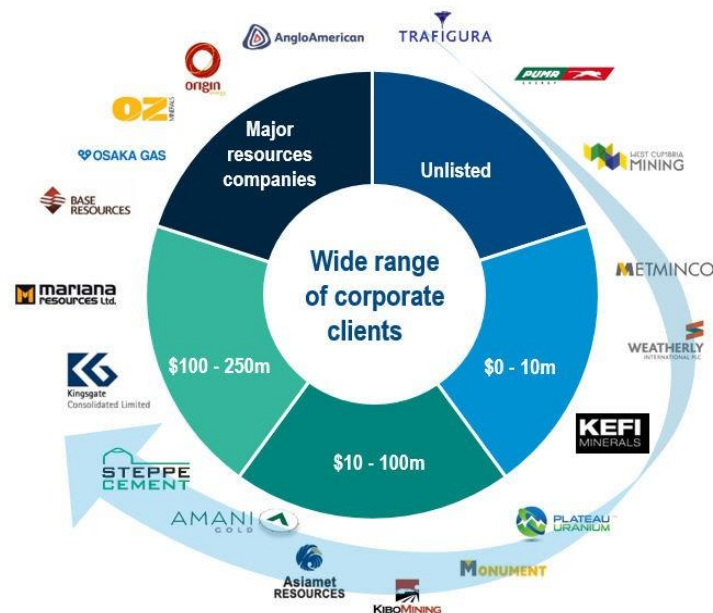 AngloAmerican
TRAFIGURA
PUMA
ENERGY
WEST CUMBRIA
MINING
METMINCO
WEATHERLY
INTERNATIONAL PLC
KEFI
MINERALS
PLATEAU
URANIUM
MONUMENT
KIBOMINING
Asiamet
RESOURCES
AMANI
GOLD
STEPPE
CEMENT
Kingsgate
Consolidated Limited
mariana
resources Ltd.
BASE
RESOURCES
OSAKA GAS
OZ
MINERALS
origin
energy
Major
resources
companies
Unlisted
$0 - 10m
$10 - 100m
$100 - 250m
Wide range
of corporate
clients